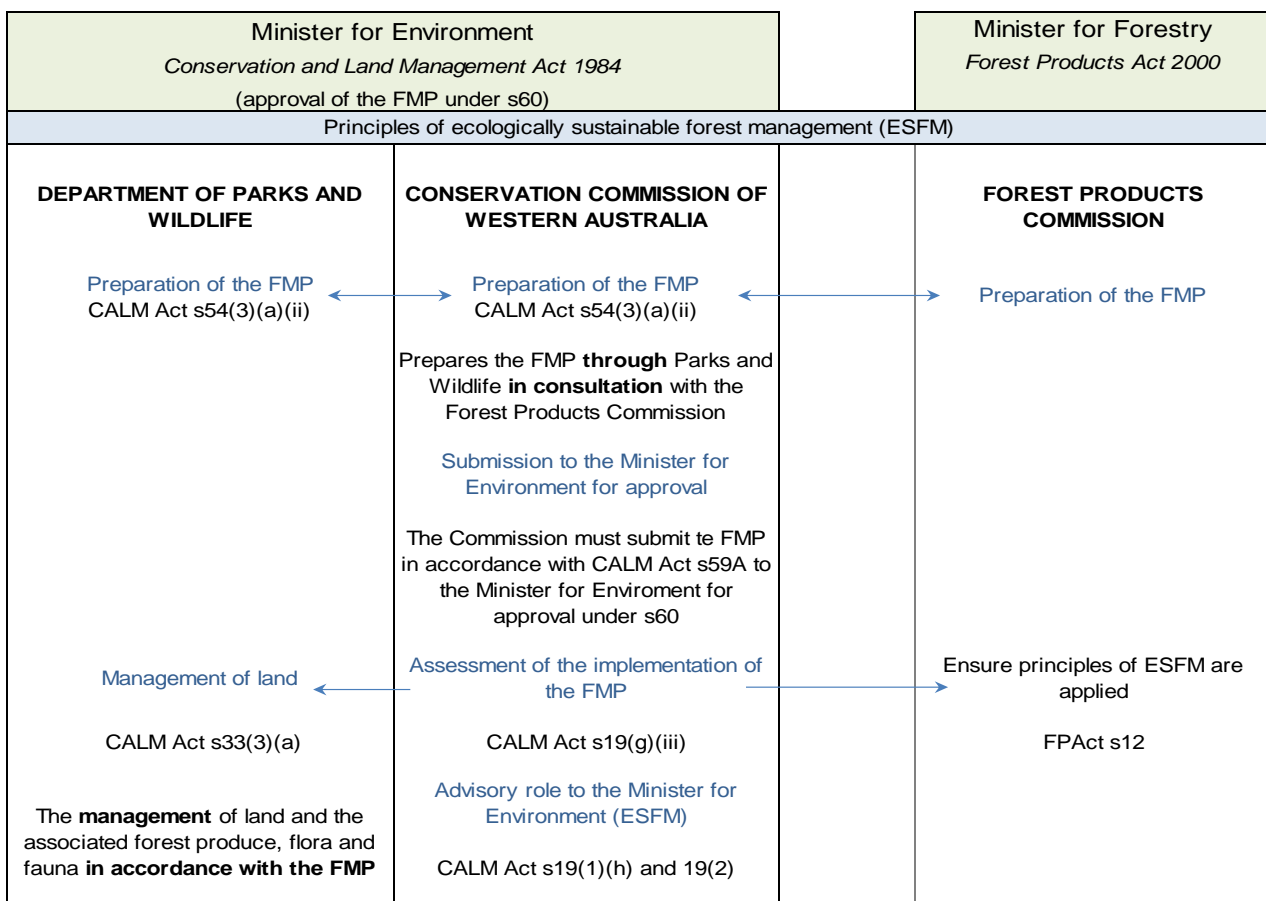 Minister for Environment
Conservation and Land Management Act 1984
(approval of the FMP under s60)
Minister for Forestry
Forest Products Act 2000
Principles of ecologically sustainable forest management (ESFM)
DEPARTMENT OF PARKS AND
WILDLIFE
Preparation of the FMP
CALM Act s54(3)(a)(ii)
Management of land
CALM Act s33(3)(a)
The management of land and the
associated forest produce, flora and
fauna in accordance with the FMP
CONSERVATION COMMISSION OF
WESTERN AUSTRALIA
Preparation of the FMP
CALM Act s54(3)(a)(ii)
Prepares the FMP through Parks and
Wildlife in consultation with the
Forest Products Commission
Submission to the Minister for
Environment for approval
The Commission must submit te FMP
in accordance with CALM Act s59A to
the Minister for Enviroment for
approval under s60
Assessment of the implementation of
the FMP
CALM Act s19(g)(iii)
Advisory role to the Minister for
Environment (ESFM)
CALM Act s19(1)(h) and 19(2)
FOREST PRODUCTS
COMMISSION
Preparation of the FMP
Ensure principles of ESFM are
applied
FPAct s12